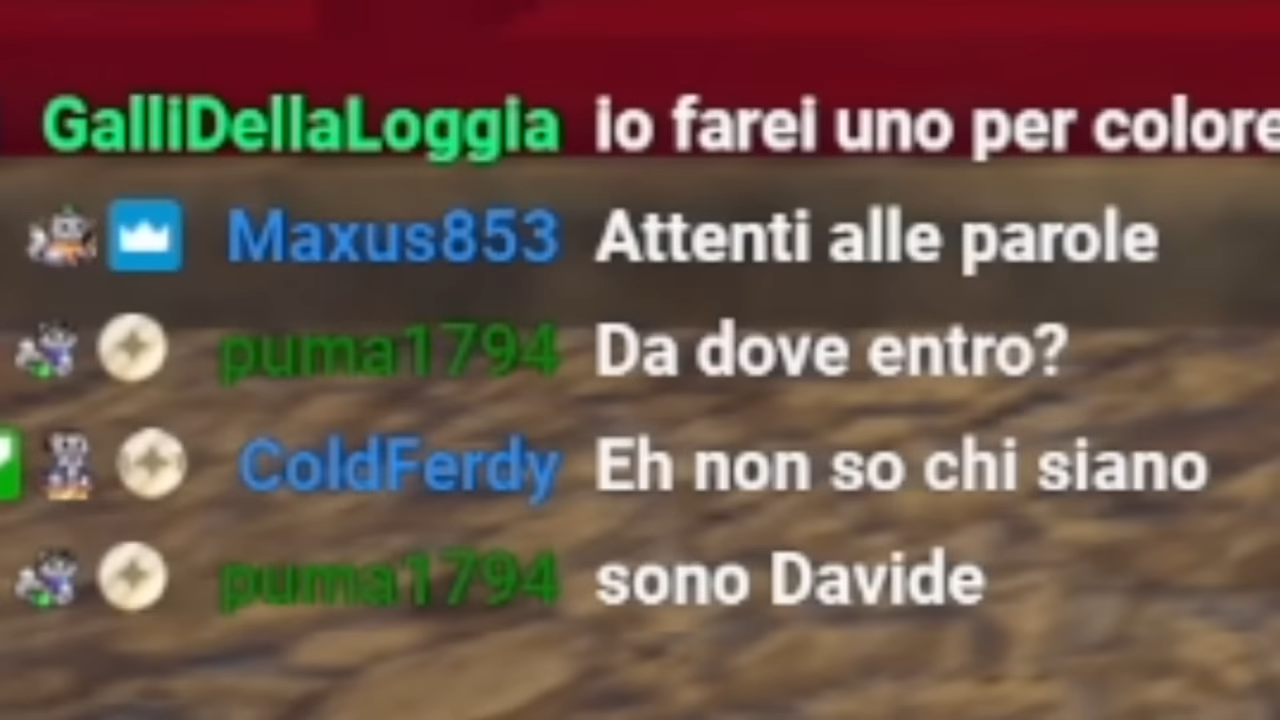 GalliDellaLoggia io farei uno per colore
Maxus853 Attenti alle parole
puma1794 Da dove entro?
ColdFerdy Eh non so chi siano
puma1794 sono Davide